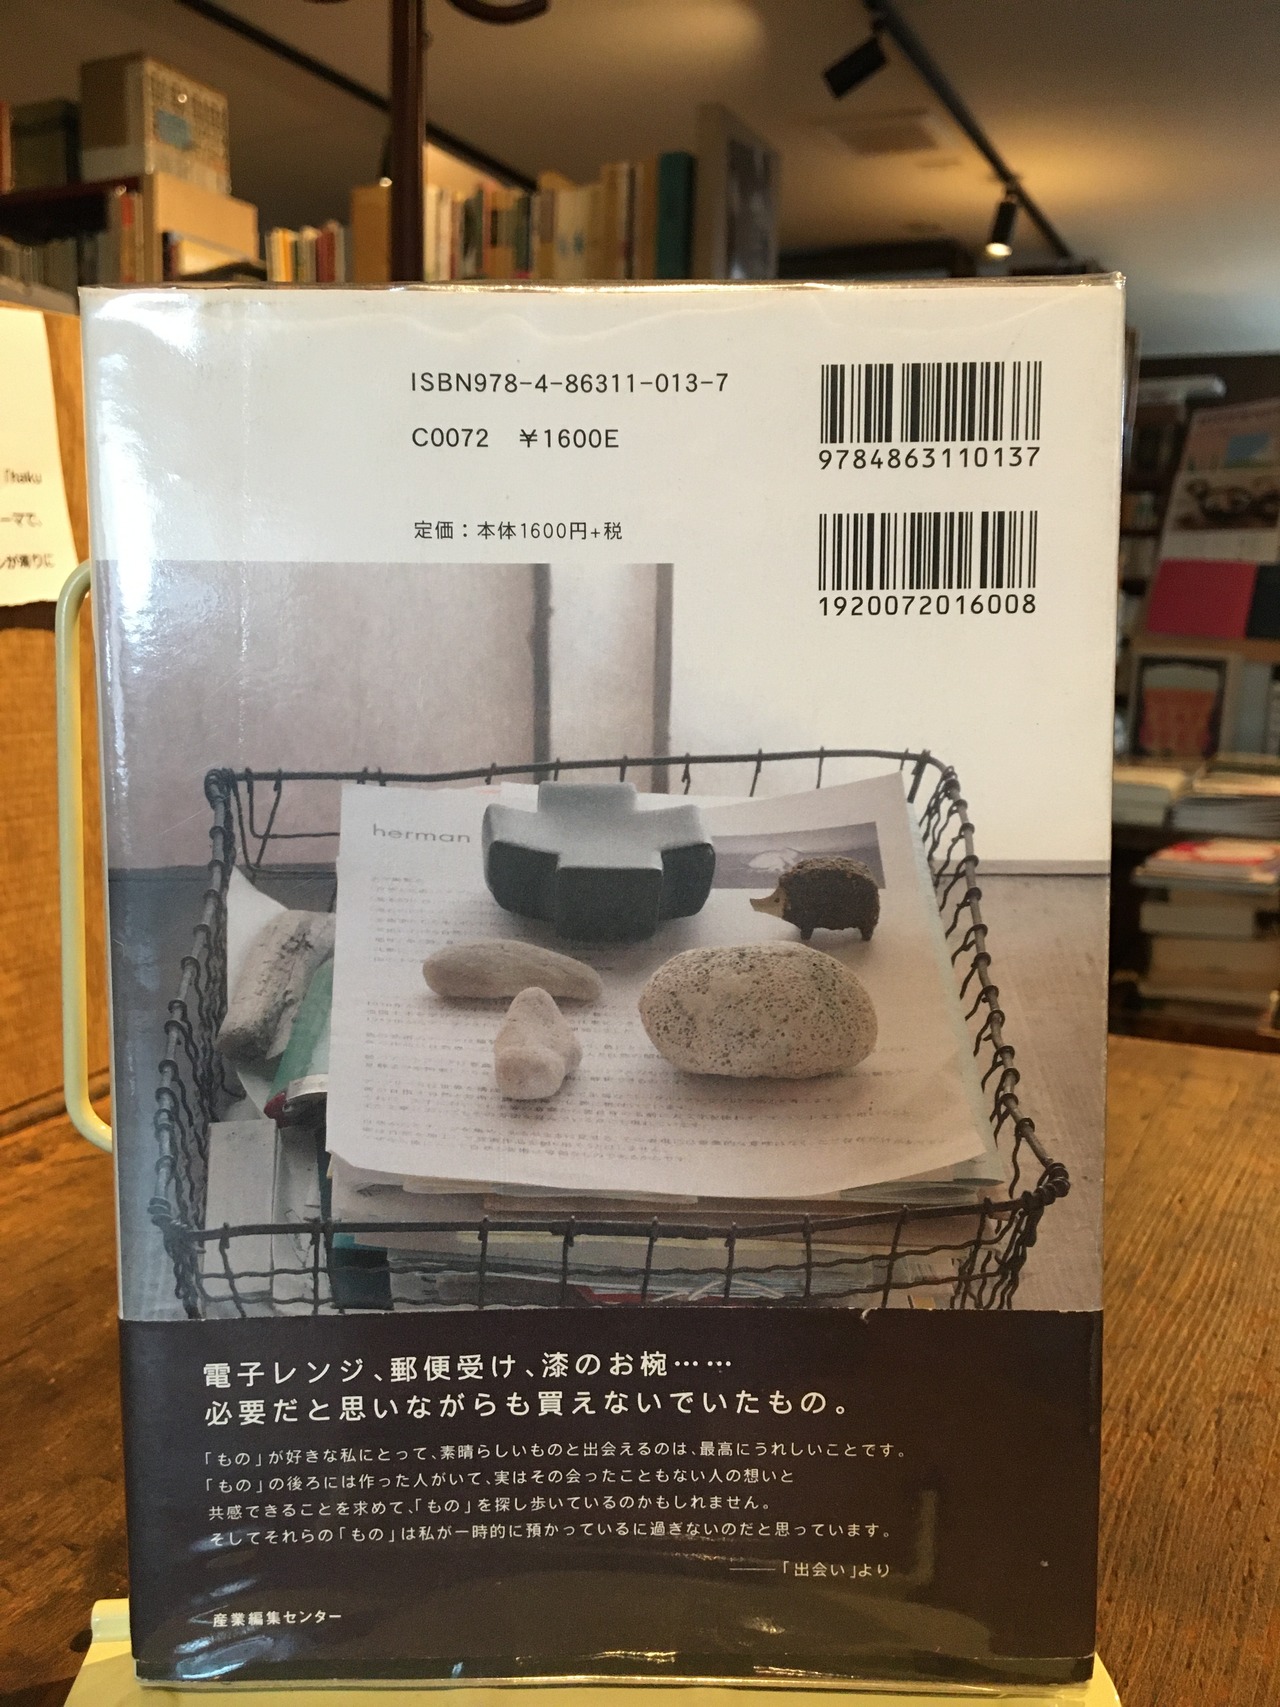 「haku
ーマで。
ISBN978-4-86311-013-7
C0072 ¥1600E
定価：本体1600円+税
9784863110137
1920072016008
herman
電子レンジ、郵便受け、漆のお椀……
必要だと思いながらも買えないでいたもの。
「もの」が好きな私にとって、素晴らしいものと出会えるのは、最高にうれしいことです。
「もの」の後ろには作った人がいて、実はその会ったこともない人の想いと
共感できることを求めて、「もの」を探し歩いているのかもしれません。
そしてそれらの「もの」は私が一時的に預かっているに過ぎないのだと思っています。
——「出会い」より
産業編集センター